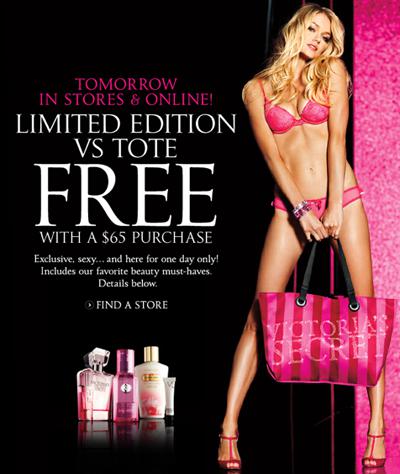 TOMORROW
IN STORES & ONLINE!
LIMITED EDITION
VS TOTE
FREE
WITH A $65 PURCHASE
Exclusive, sexy... and here for one day only!
Includes our favorite beauty must-haves.
Details below.
FIND A STORE
VICTORIA'S
SECRET